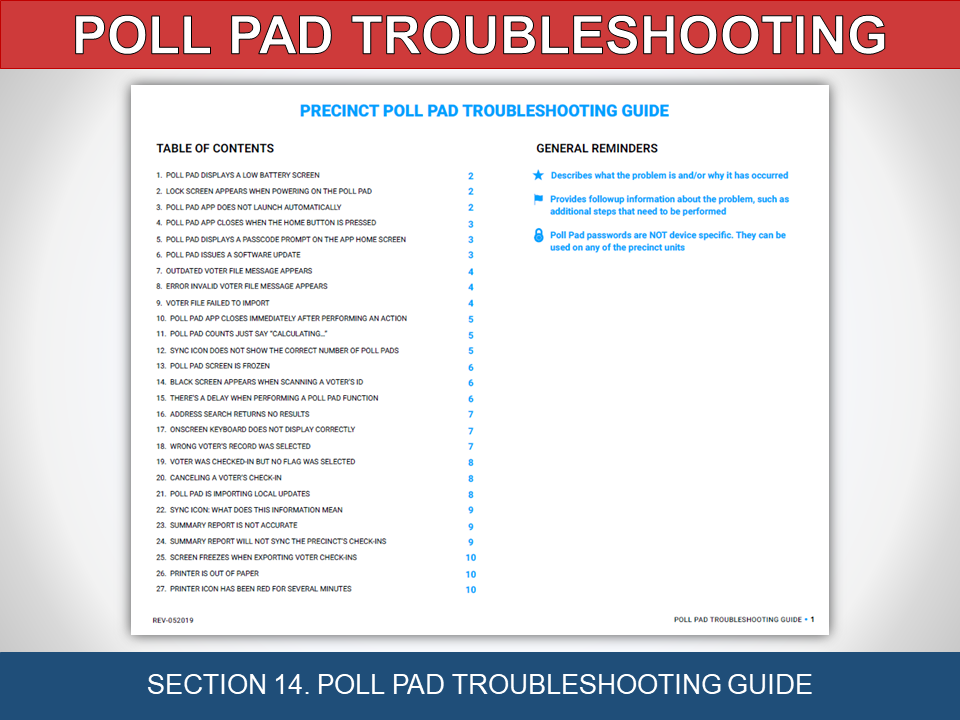 POLL PAD TROUBLESHOOTING
PRECINCT POLL PAD TROUBLESHOOTING GUIDE
TABLE OF CONTENTS
1. POLL PAD DISPLAYS A LOW BATTERY SCREEN 2
2. LOCK SCREEN APPEARS WHEN POWERING ON THE POLL PAD 2
3. POLL PAD APP DOES NOT LAUNCH AUTOMATICALLY 2
4. POLL PAD APP CLOSES WHEN THE HOME BUTTON IS PRESSED 3
5. POLL PAD DISPLAYS A PASSCODE PROMPT ON THE APP HOME SCREEN 3
6. POLL PAD ISSUES A SOFTWARE UPDATE 3
7. OUTDATED VOTER FILE MESSAGE APPEARS 4
8. ERROR INVALID VOTER FILE MESSAGE APPEARS 4
9. VOTER FILE FAILED TO IMPORT 4
10. POLL PAD APP CLOSES IMMEDIATELY AFTER PERFORMING AN ACTION 5
11. POLL PAD COUNTS JUST SAY “CALCULATING...” 5
12. SYNC ICON DOES NOT SHOW THE CORRECT NUMBER OF POLL PADS 5
13. POLL PAD SCREEN IS FROZEN 6
14. BLACK SCREEN APPEARS WHEN SCANNING A VOTER'S ID 6
15. THERE'S A DELAY WHEN PERFORMING A POLL PAD FUNCTION 6
16. ADDRESS SEARCH RETURNS NO RESULTS 7
17. ONSCREEN KEYBOARD DOES NOT DISPLAY CORRECTLY 7
18. WRONG VOTER'S RECORD WAS SELECTED 7
19. VOTER WAS CHECKED-IN BUT NO FLAG WAS SELECTED 8
20. CANCELING A VOTER'S CHECK-IN 8
21. POLL PAD IS IMPORTING LOCAL UPDATES 8
22. SYNC ICON: WHAT DOES THIS INFORMATION MEAN 9
23. SUMMARY REPORT IS NOT ACCURATE 9
24. SUMMARY REPORT WILL NOT SYNC THE PRECINCT'S CHECK-INS 9
25. SCREEN FREEZES WHEN EXPORTING VOTER CHECK-INS 10
26. PRINTER IS OUT OF PAPER 10
27. PRINTER ICON HAS BEEN RED FOR SEVERAL MINUTES 10
GENERAL REMINDERS
Describes what the problem is and/or why it has occurred
Provides followup information about the problem, such as
additional steps that need to be performed
Poll Pad passwords are NOT device specific. They can be
used on any of the precinct units
REV-052019
POLL PAD TROUBLESHOOTING GUIDE • 1
SECTION 14. POLL PAD TROUBLESHOOTING GUIDE